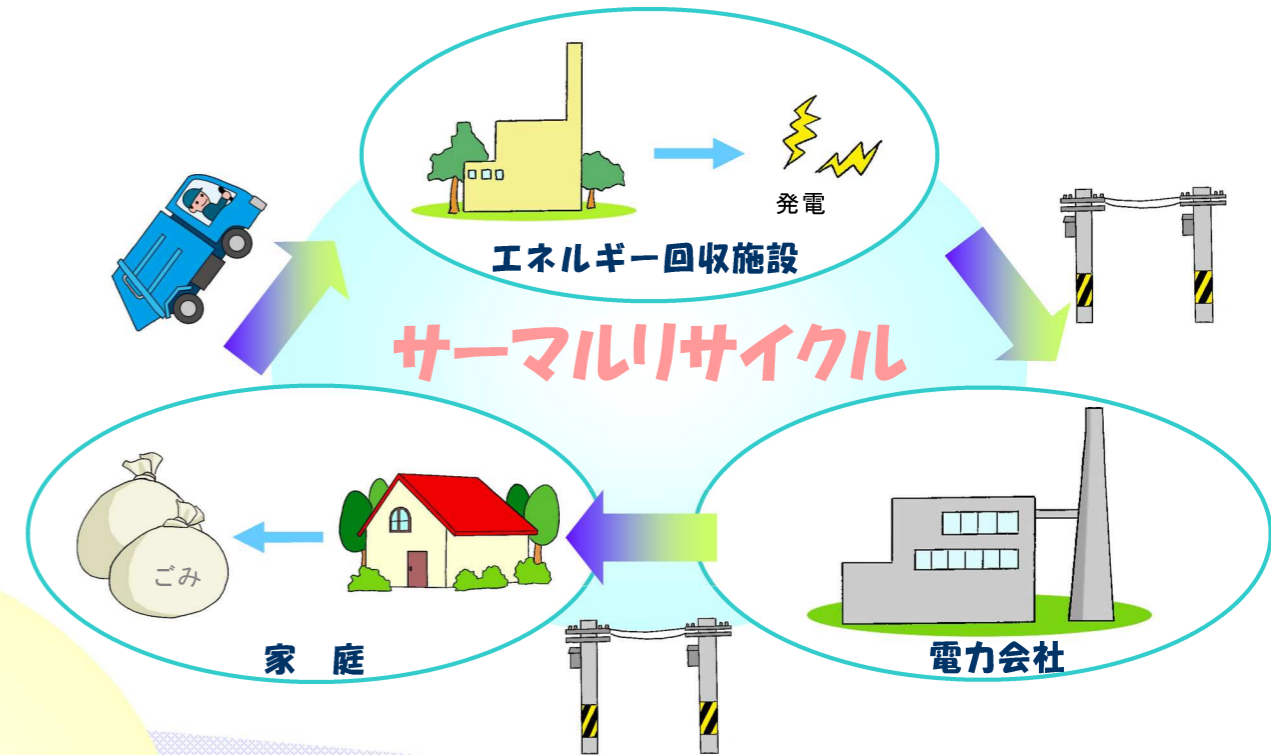 発電
エネルギー回収施設
サーマルリサイクル
ごみ
家 庭
電力会社